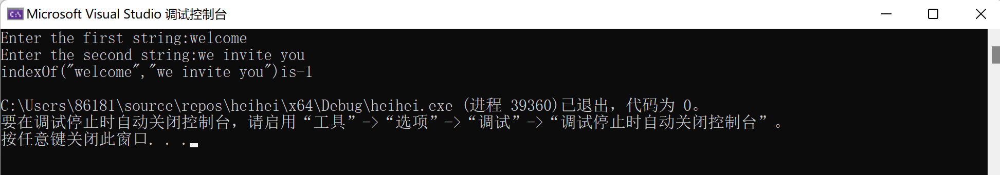 Microsoft Visual Studio 调试控制台
Enter the first string:welcome
Enter the second string:we invite you
indexOf("welcome","we invite you")is-1
C:\Users\86181\source\repos\heihei\x64\Debug\heihei.exe (进程 39360)已退出，代码为 0。
要在调试停止时自动关闭控制台，请启用“工具”->“选项”->“调试”->“调试停止时自动关闭控制台”。
按任意键关闭此窗口. . .